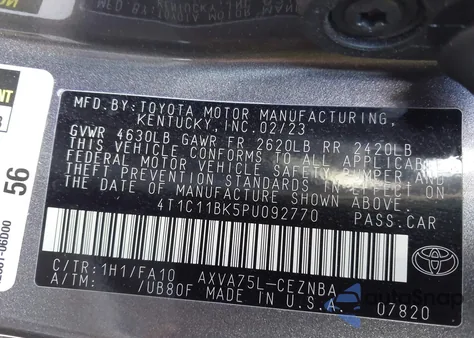 MFD.BY:TOYOTA MOTOR MANUFACTURING,
KENTUCKY, INC. 02/23
GVWR 4630LB GAWR FR 2620LB RR 2420LB
THIS VEHICLE CONFORMS TO ALL APPLICABLE
FEDERAL MOTOR VEHICLE SAFETY, BUMPER AND
THEFT PREVENTION STANDARDS IN EFFECT ON
THE DATE OF MANUFACTURE SHOWN ABOVE.
4T1C11BK5PU092770 PASS.CAR
C/TR:1H1/FA10 AXVA75L-CEZNBA
A/TM: /UB80F MADE IN U.S.A.
TOYOTA
07820
56
autoSnap